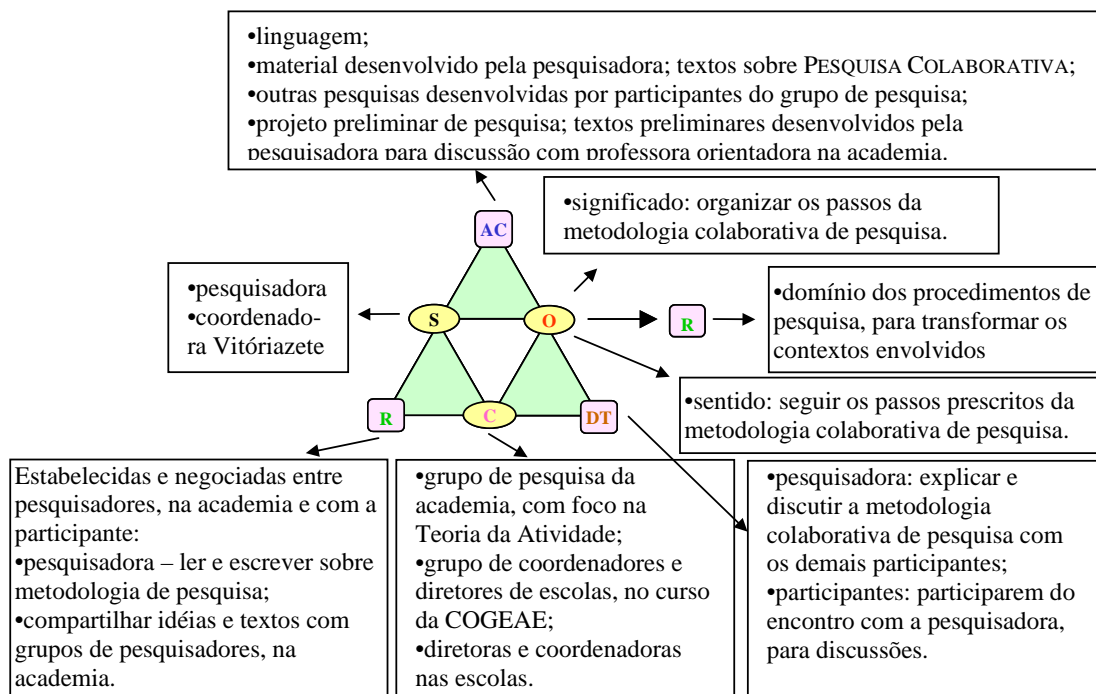 •linguagem;
•material desenvolvido pela pesquisadora; textos sobre PESQUISA COLABORATIVA;
•outras pesquisas desenvolvidas por participantes do grupo de pesquisa;
•projeto preliminar de pesquisa; textos preliminares desenvolvidos pela
pesquisadora para discussão com professora orientadora na academia.
•significado: organizar os passos da
metodologia colaborativa de pesquisa.
AC
•pesquisadora
•coordenado-
ra Vitóriazete
S
O
R
•domínio dos procedimentos de
pesquisa, para transformar os
contextos envolvidos
•sentido: seguir os passos prescritos da
metodologia colaborativa de pesquisa.
R
C
DT
Estabelecidas e negociadas entre
pesquisadores, na academia e com a
participante:
•pesquisadora – ler e escrever sobre
metodologia de pesquisa;
•compartilhar idéias e textos com
grupos de pesquisadores, na
academia.
•grupo de pesquisa da
academia, com foco na
Teoria da Atividade;
•grupo de coordenadores e
diretores de escolas, no curso
da COGEAE;
•diretoras e coordenadoras
nas escolas.
•pesquisadora: explicar e
discutir a metodologia
colaborativa de pesquisa com
os demais participantes;
•participantes: participarem do
encontro com a pesquisadora,
para discussões.